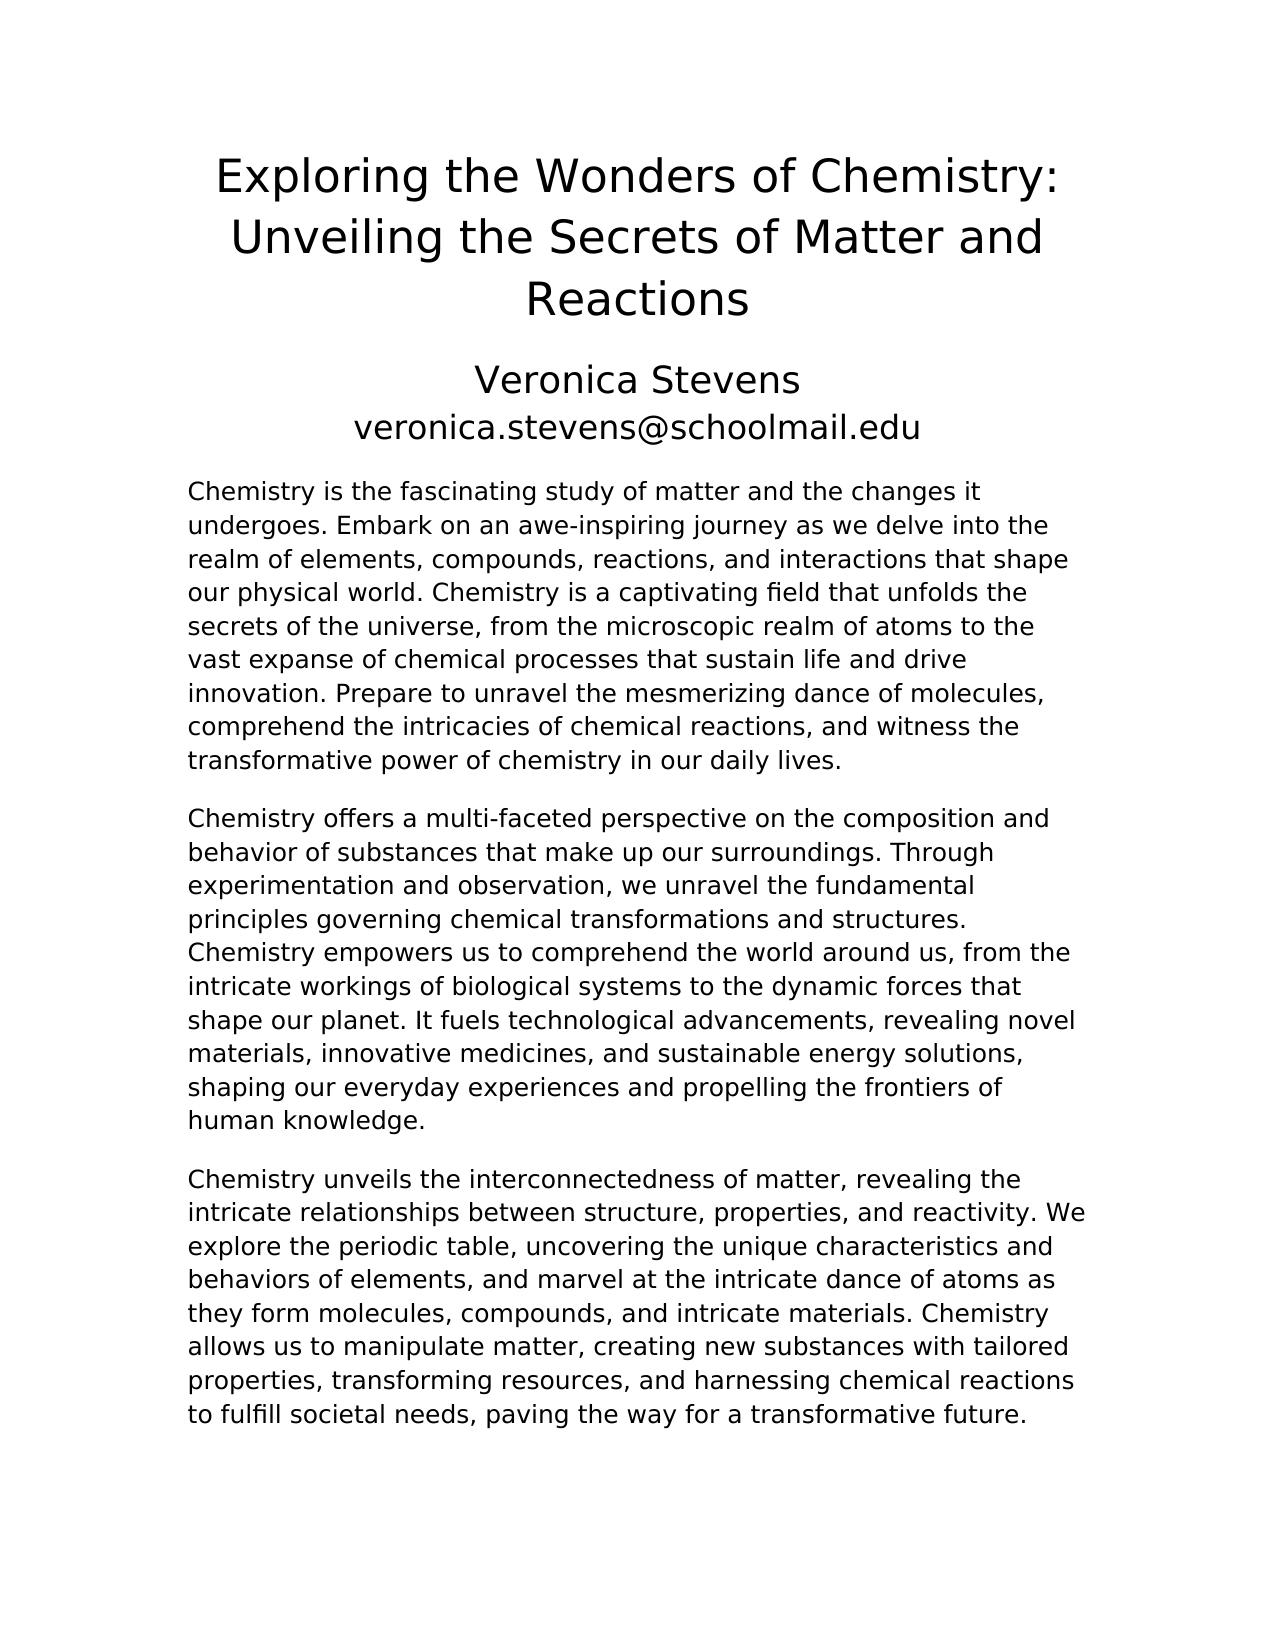 Exploring the Wonders of Chemistry:
Unveiling the Secrets of Matter and
Reactions
Veronica Stevens
veronica.stevens@schoolmail.edu
Chemistry is the fascinating study of matter and the changes it
undergoes. Embark on an awe-inspiring journey as we delve into the
realm of elements, compounds, reactions, and interactions that shape
our physical world. Chemistry is a captivating field that unfolds the
secrets of the universe, from the microscopic realm of atoms to the
vast expanse of chemical processes that sustain life and drive
innovation. Prepare to unravel the mesmerizing dance of molecules,
comprehend the intricacies of chemical reactions, and witness the
transformative power of chemistry in our daily lives.
Chemistry offers a multi-faceted perspective on the composition and
behavior of substances that make up our surroundings. Through
experimentation and observation, we unravel the fundamental
principles governing chemical transformations and structures.
Chemistry empowers us to comprehend the world around us, from the
intricate workings of biological systems to the dynamic forces that
shape our planet. It fuels technological advancements, revealing novel
materials, innovative medicines, and sustainable energy solutions,
shaping our everyday experiences and propelling the frontiers of
human knowledge.
Chemistry unveils the interconnectedness of matter, revealing the
intricate relationships between structure, properties, and reactivity. We
explore the periodic table, uncovering the unique characteristics and
behaviors of elements, and marvel at the intricate dance of atoms as
they form molecules, compounds, and intricate materials. Chemistry
allows us to manipulate matter, creating new substances with tailored
properties, transforming resources, and harnessing chemical reactions
to fulfill societal needs, paving the way for a transformative future.